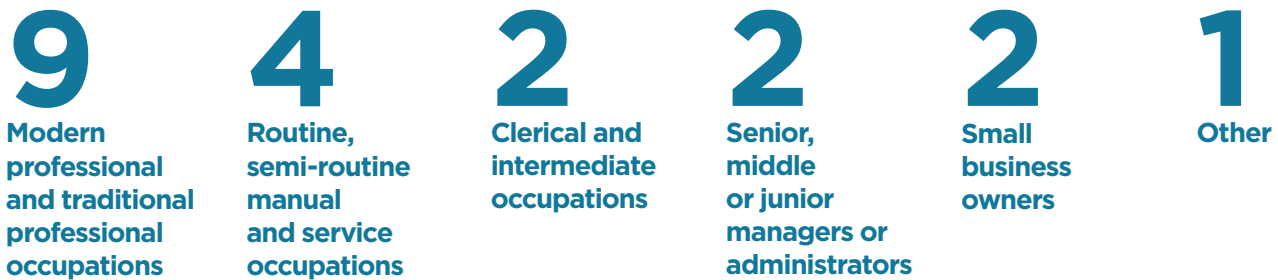 9
Modern
professional
and traditional
professional
occupations
4
Routine,
semi-routine
manual
and service
occupations
2
Clerical and
intermediate
occupations
2
Senior,
middle
or junior
managers or
administrators
2
Small
business
owners
1
Other